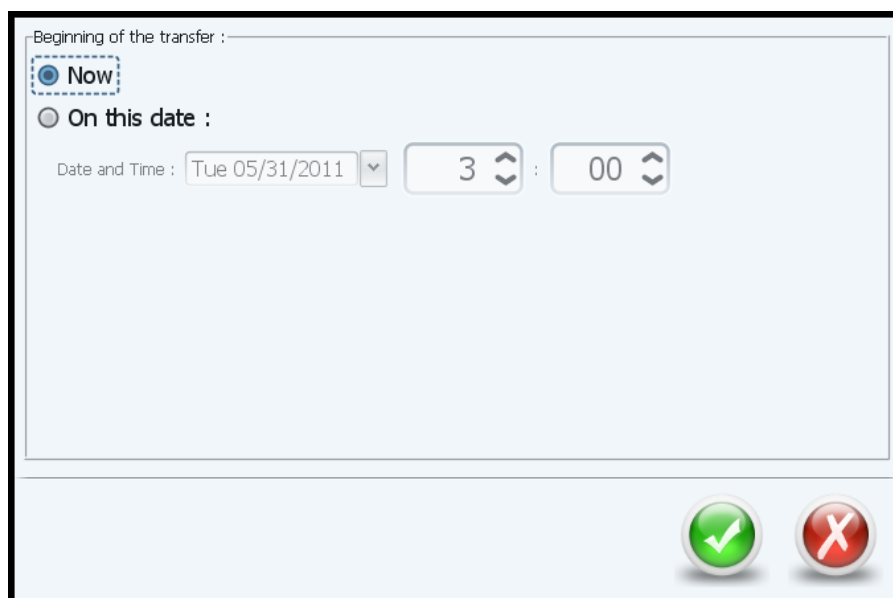 Beginning of the transfer :
Now
On this date :
Date and Time : Tue 05/31/2011 3 : 00